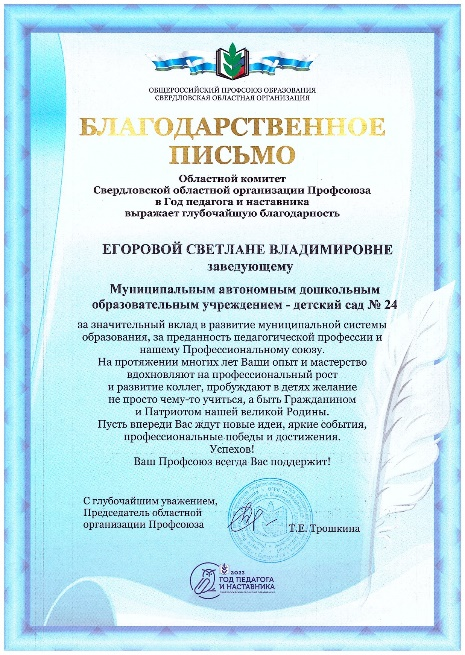 ОБЩЕРОССИЙСКИЙ ПРОФСОЮЗ ОБРАЗОВАНИЯ
СВЕРДЛОВСКАЯ ОБЛАСТНАЯ ОРГАНИЗАЦИЯ
БЛАГОДАРСТВЕННОЕ
ПИСЬМО
Областной комитет
Свердловской областной организации Профсоюза
в Год педагога и наставника
выражает глубочайшую благодарность
ЕГОРОВОЙ СВЕТЛАНЕ ВЛАДИМИРОВНЕ
заведующему
Муниципальным автономным дошкольным
образовательным учреждением - детский сад № 24
за значительный вклад в развитие муниципальной системы
образования, за преданность педагогической профессии и
нашему Профессиональному союзу.
На протяжении многих лет Ваши опыт и мастерство
вдохновляют на профессиональный рост
и развитие коллег, пробуждают в детях желание
не просто чему-то учиться, а быть Гражданином
и Патриотом нашей великой Родины.
Пусть впереди Вас ждут новые идеи, яркие события,
профессиональные победы и достижения.
Успехов!
Ваш Профсоюз всегда Вас поддержит!
С глубочайшим уважением,
Председатель областной
организации Профсоюза
Т.Е. Трошкина
ГОД ПЕДАГОГА
И НАСТАВНИКА